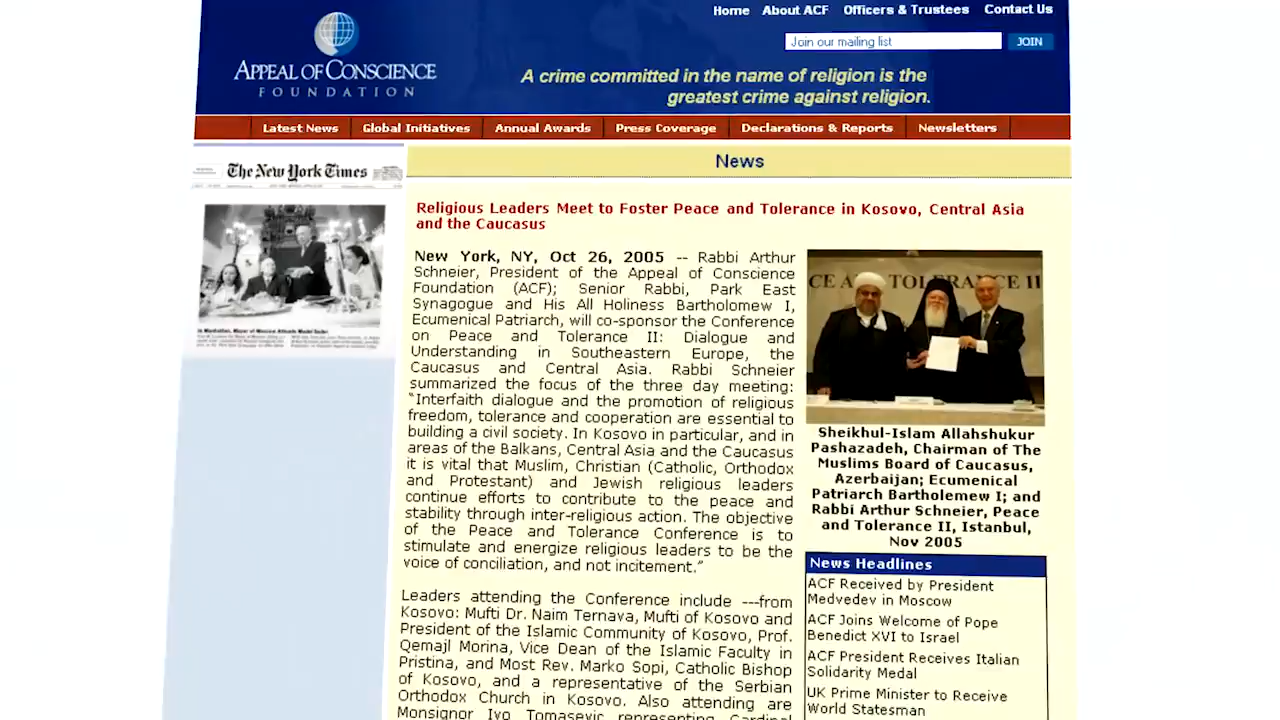 Home About ACF Officers & Trustees Contact Us
Join our mailing list JOIN
APPEAL OF CONSCIENCE
FOUNDATION
A crime committed in the name of religion is the
greatest crime against religion.
Latest News Global Initiatives Annual Awards Press Coverage Declarations & Reports Newsletters
The New York Times
In Manhattan, Mayor of Moscow Attends Model Seder
News
Religious Leaders Meet to Foster Peace and Tolerance in Kosovo, Central Asia
and the Caucasus
New York, NY, Oct 26, 2005 -- Rabbi Arthur
Schneier, President of the Appeal of Conscience
Foundation (ACF); Senior Rabbi, Park East
Synagogue and His All Holiness Bartholomew I,
Ecumenical Patriarch, will co-sponsor the Conference
on Peace and Tolerance II: Dialogue and
Understanding in Southeastern Europe, the
Caucasus and Central Asia. Rabbi Schneier
summarized the focus of the three day meeting:
“Interfaith dialogue and the promotion of religious
freedom, tolerance and cooperation are essential to
building a civil society. In Kosovo in particular, and in
areas of the Balkans, Central Asia and the Caucasus
it is vital that Muslim, Christian (Catholic, Orthodox
and Protestant) and Jewish religious leaders
continue efforts to contribute to the peace and
stability through inter-religious action. The objective
of the Peace and Tolerance Conference is to
stimulate and energize religious leaders to be the
voice of conciliation, and not incitement.”
Leaders attending the Conference include ---from
Kosovo: Mufti Dr. Naim Ternava, Mufti of Kosovo and
President of the Islamic Community of Kosovo, Prof.
Qemajl Morina, Vice Dean of the Islamic Faculty in
Pristina, and Most Rev. Marko Sopi, Catholic Bishop
of Kosovo, and a representative of the Serbian
Orthodox Church in Kosovo. Also attending are
Monsignor Ivo Tomasevic representing Cardinal
CE A TOLERANCE II
Sheikhul-Islam Allahshukur
Pashazadeh, Chairman of The
Muslims Board of Caucasus,
Azerbaijan; Ecumenical
Patriarch Bartholemew I; and
Rabbi Arthur Schneier, Peace
and Tolerance II, Istanbul,
Nov 2005
News Headlines
ACF Received by President
Medvedev in Moscow
ACF Joins Welcome of Pope
Benedict XVI to Israel
ACF President Receives Italian
Solidarity Medal
UK Prime Minister to Receive
World Statesman